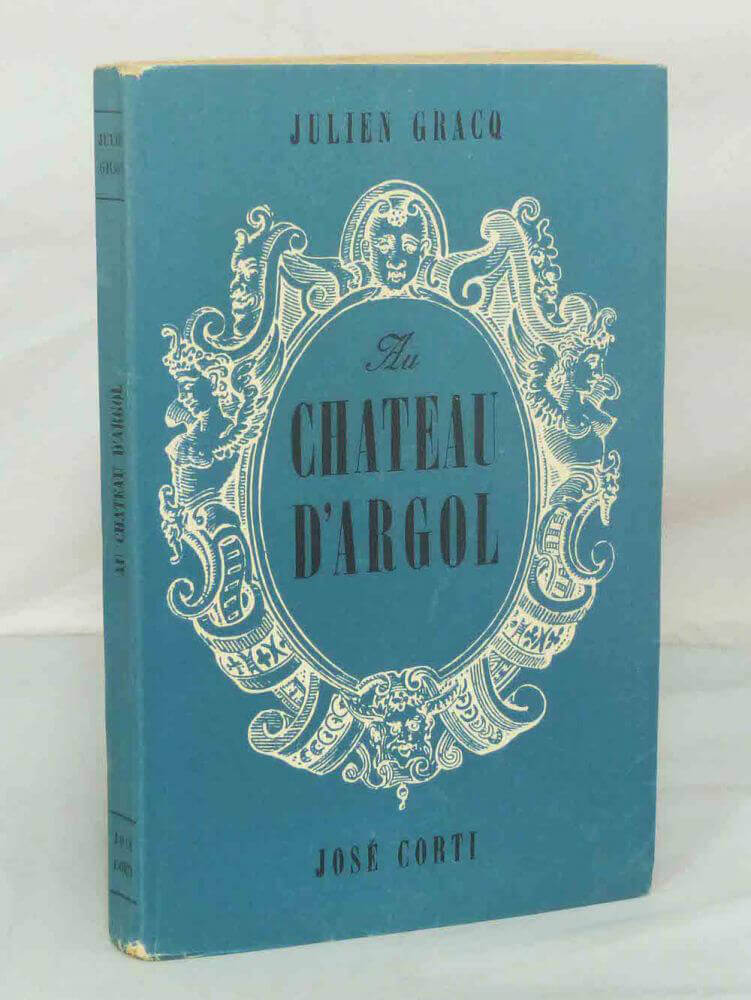 JULIEN GRACQ
Au
CHATEAU
D'ARGOL
JOSÉ CORTI
AU CHATEAU D'ARGOL